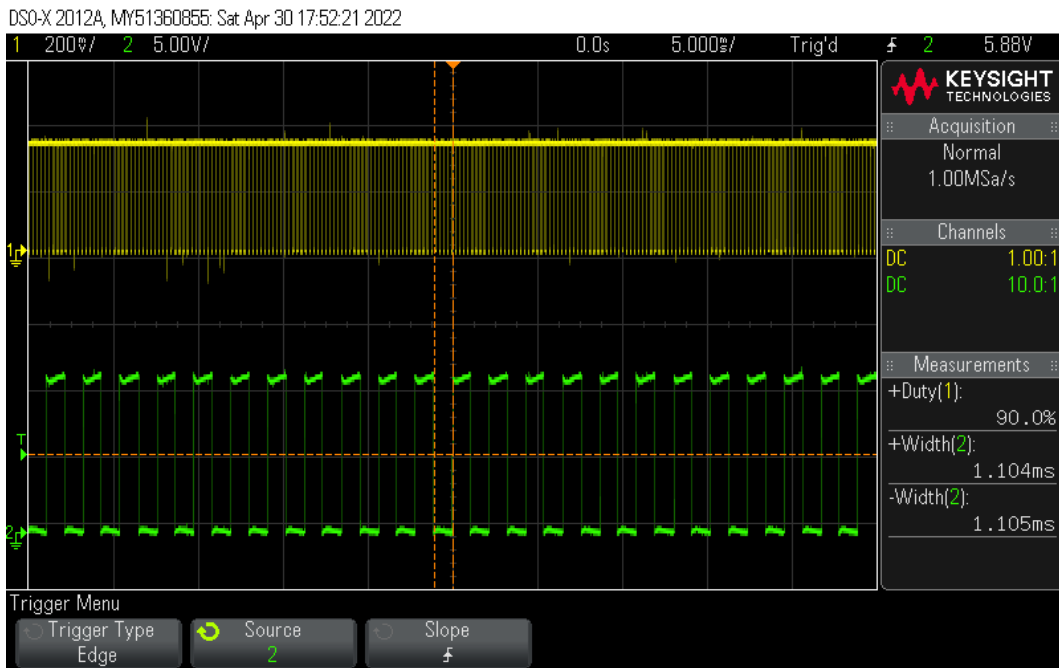 DSO-X 2012A, MY51360855: Sat Apr 30 17:52:21 2022
1 200mV/ 2 5.00V/ 0.0s 5.000ms/ Trig'd 2 5.88V
KEYSIGHT
TECHNOLOGIES
Acquisition
Normal
1.00MSa/s
Channels
DC 1.00:1
DC 10.0:1
Measurements
+Duty(1):
90.0%
+Width(2):
1.104ms
-Width(2):
1.105ms
1
T
2
Trigger Menu
Trigger Type Source Slope
Edge 2